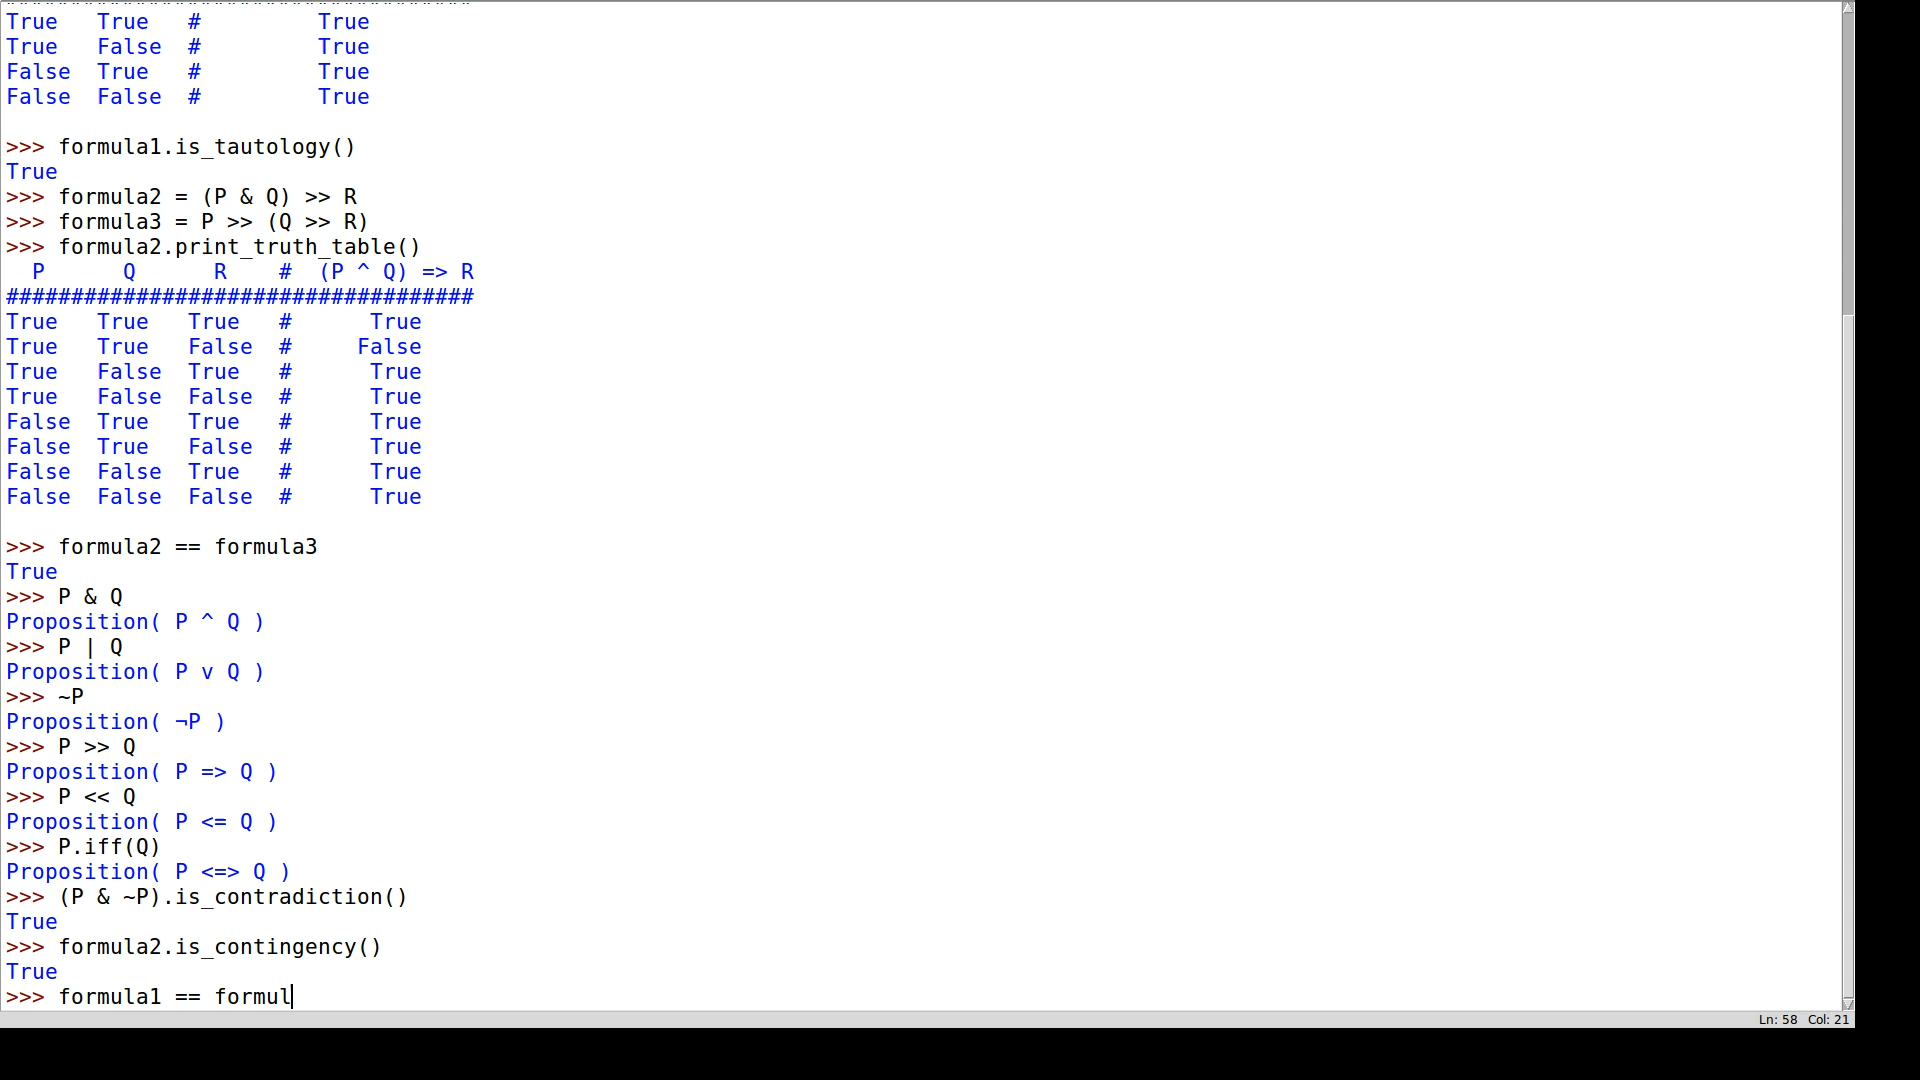 True   True   #         True
True   False  #         True
False  True   #         True
False  False  #         True
>>> formula1.is_tautology()
True
>>> formula2 = (P & Q) >> R
>>> formula3 = P >> (Q >> R)
>>> formula2.print_truth_table()
  P      Q      R    #  (P ^ Q) => R
####################################
True   True   True   #      True
True   True   False  #     False
True   False  True   #      True
True   False  False  #      True
False  True   True   #      True
False  True   False  #      True
False  False  True   #      True
False  False  False  #      True
>>> formula2 == formula3
True
>>> P & Q
Proposition( P ^ Q )
>>> P | Q
Proposition( P v Q )
>>> ~P
Proposition( ¬P )
>>> P >> Q
Proposition( P => Q )
>>> P << Q
Proposition( P <= Q )
>>> P.iff(Q)
Proposition( P <=> Q )
>>> (P & ~P).is_contradiction()
True
>>> formula2.is_contingency()
True
>>> formula1 == formul
Ln: 58 Col: 21